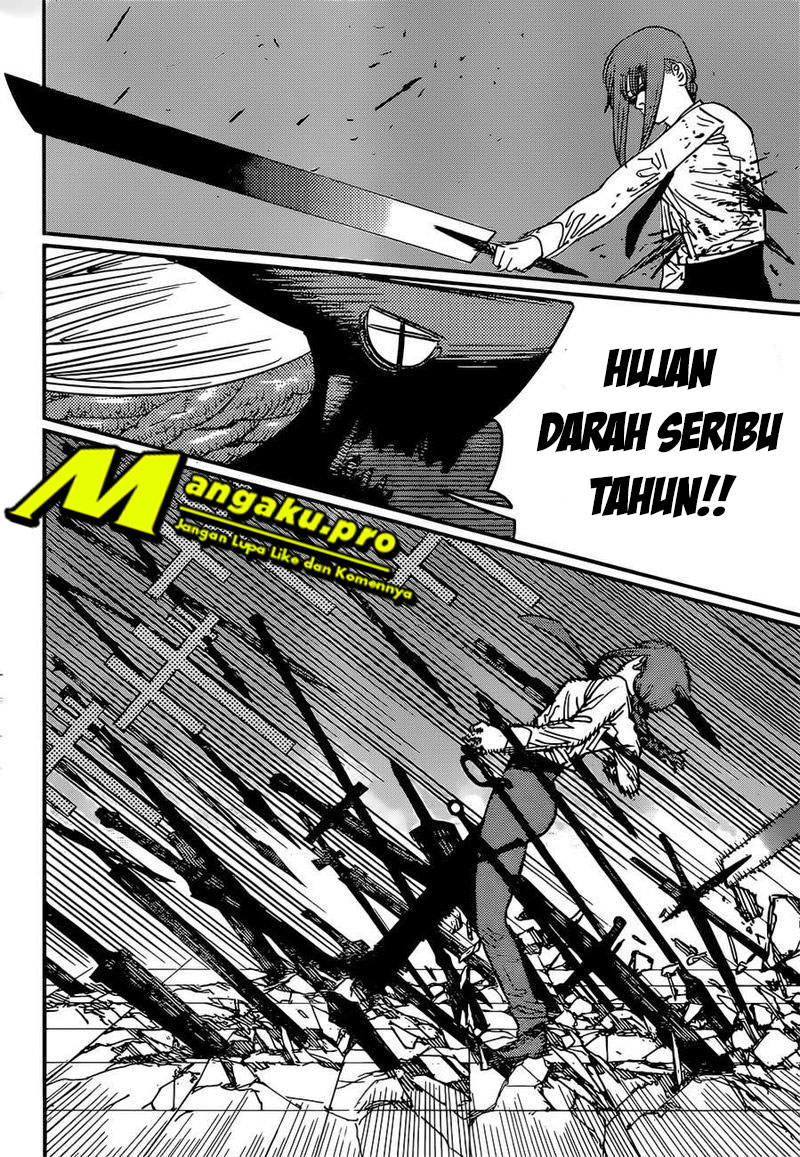 HUJAN
DARAH SERIBU
TAHUN!!
Mangaku.pro
Jangan Lupa Like dan Komennya